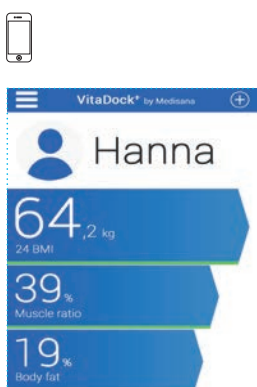 VitaDock+ by Medisana
Hanna
64,2 kg
24 BMI
39%
Muscle ratio
19%
Body fat